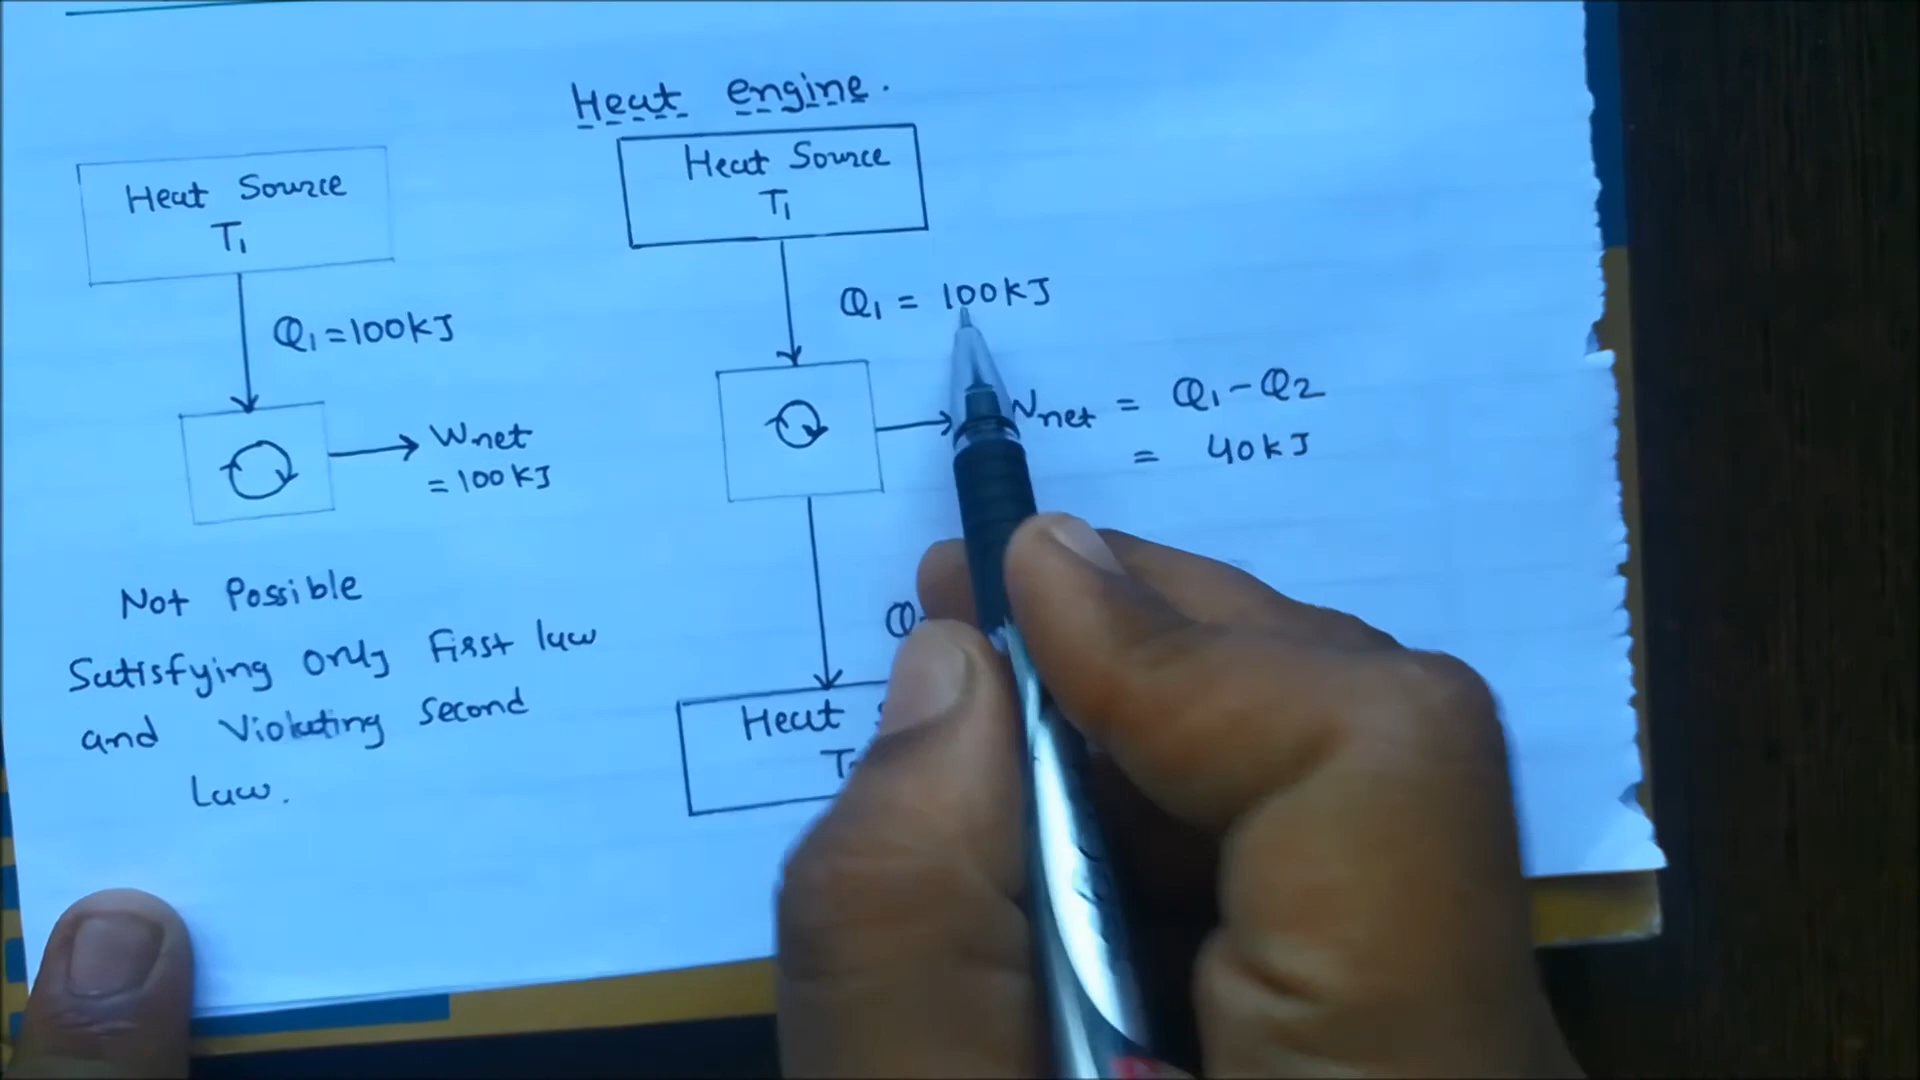 Heat engine.
Heat Source
T1
Q1 = 100KJ
Wnet
= 100KJ
Not Possible
Satisfying only First law
and Violating second
law.
Heat Source
T1
Q1 = 100KJ
Wnet = Q1 - Q2
= 40KJ
Heat